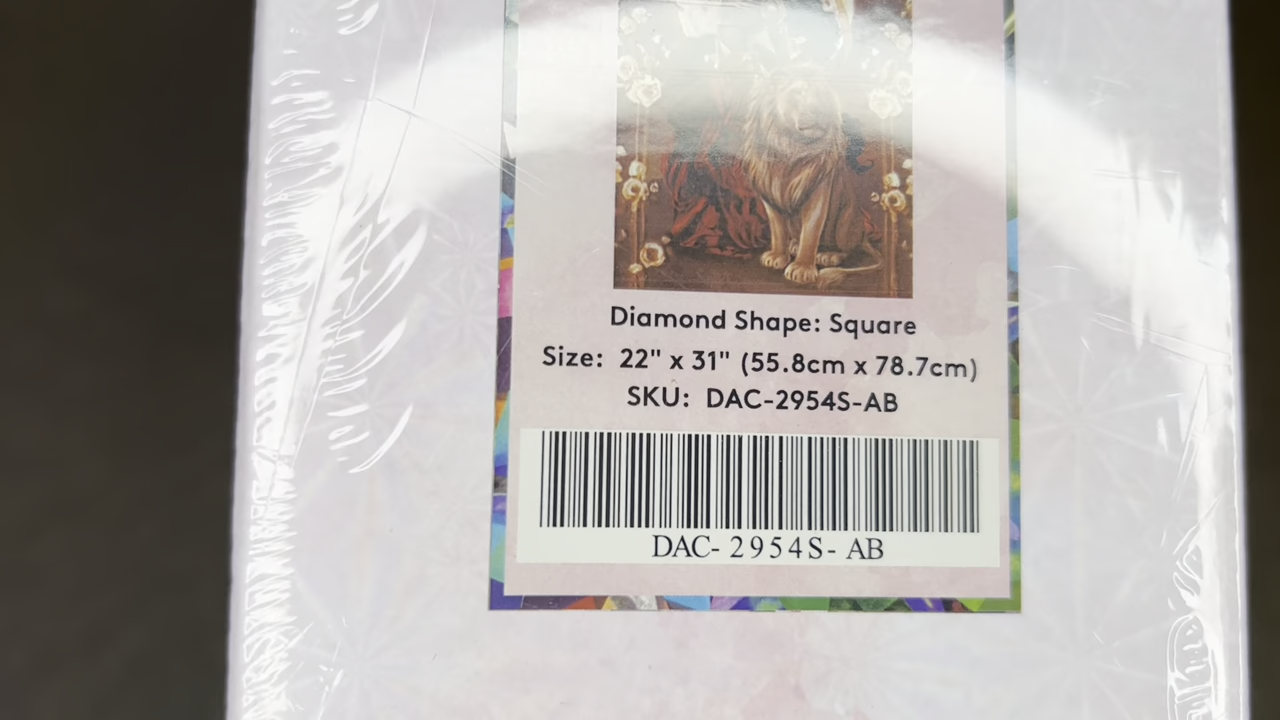 Diamond Shape: Square
Size: 22" x 31" (55.8cm x 78.7cm)
SKU: DAC-2954S-AB
DAC- 2954S- AB